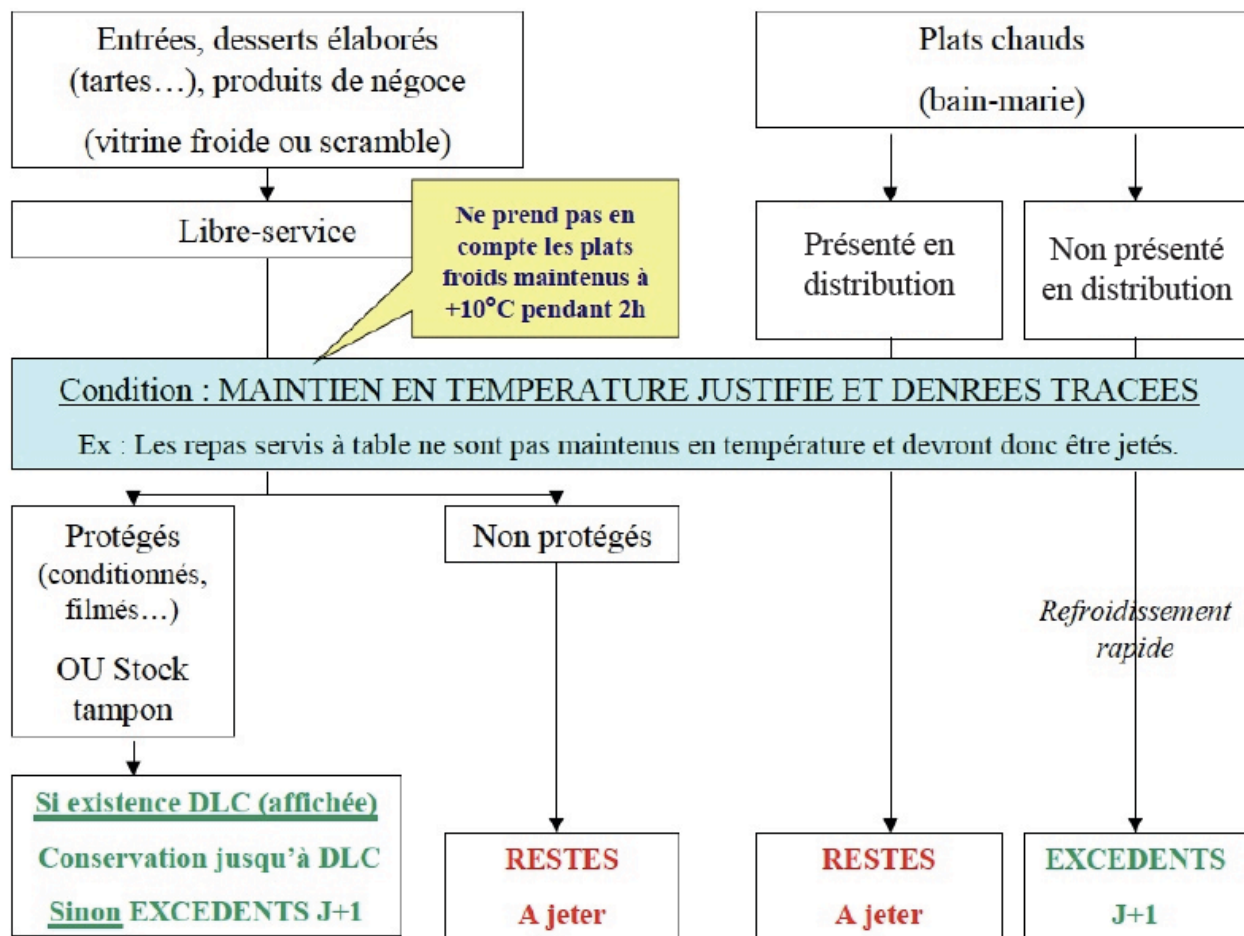 Entrées, desserts élaborés
(tartes…), produits de négoce
(vitrine froide ou scramble)
Plats chauds
(bain-marie)
Libre-service
Ne prend pas en
compte les plats
froids maintenus à
+10°C pendant 2h
Présenté en
distribution
Non présenté
en distribution
Condition : MAINTIEN EN TEMPERATURE JUSTIFIE ET DENREES TRACEES
Ex : Les repas servis à table ne sont pas maintenus en température et devront donc être jetés.
Protégés
(conditionnés,
filmés…)
OU Stock
tampon
Non protégés
Refroidissement
rapide
Si existence DLC (affichée)
Conservation jusqu’à DLC
Sinon EXCEDENTS J+1
RESTES
A jeter
RESTES
A jeter
EXCEDENTS
J+1